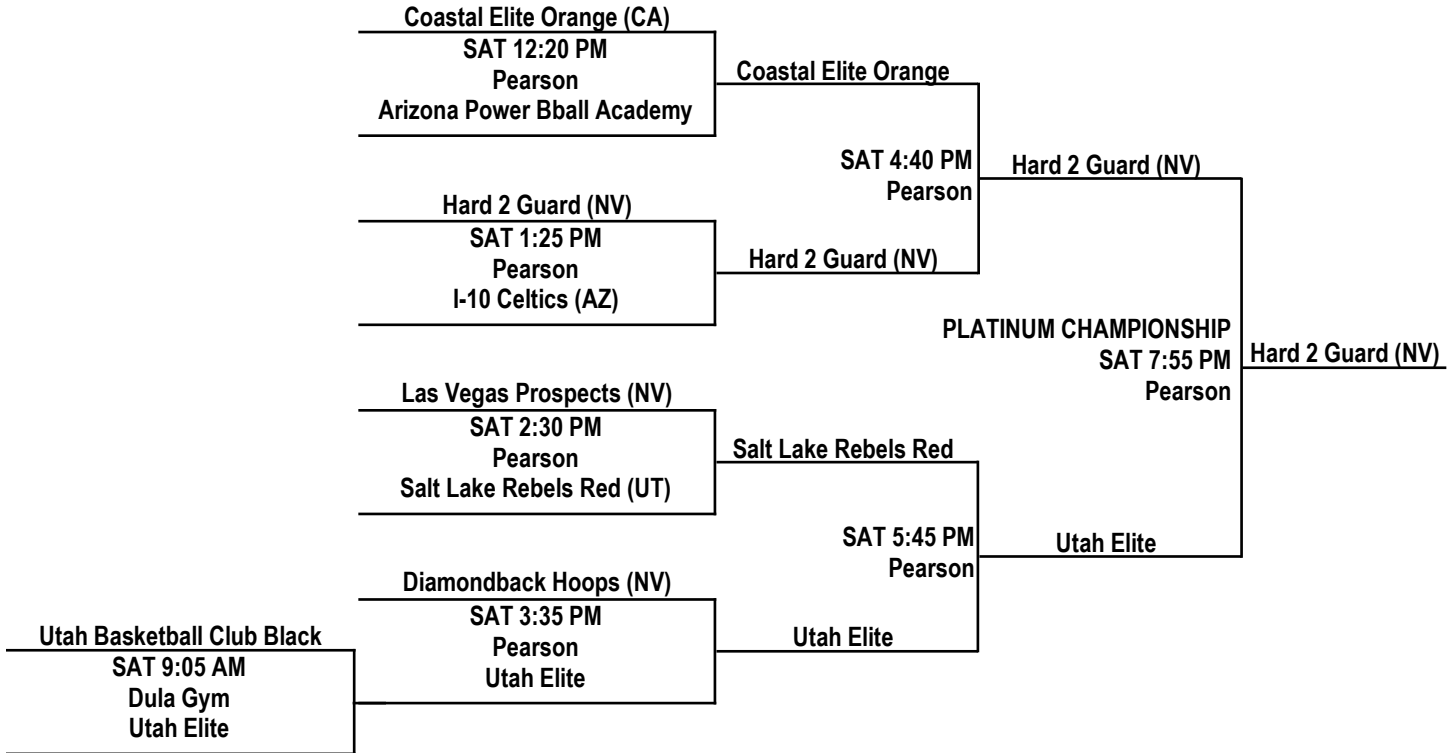 Coastal Elite Orange (CA)
SAT 12:20 PM
Pearson
Arizona Power Bball Academy
Coastal Elite Orange
SAT 4:40 PM
Pearson
Hard 2 Guard (NV)
Hard 2 Guard (NV)
SAT 1:25 PM
Pearson
I-10 Celtics (AZ)
Hard 2 Guard (NV)
PLATINUM CHAMPIONSHIP
SAT 7:55 PM
Pearson
Hard 2 Guard (NV)
Las Vegas Prospects (NV)
SAT 2:30 PM
Pearson
Salt Lake Rebels Red (UT)
Salt Lake Rebels Red
SAT 5:45 PM
Pearson
Utah Elite
Diamondback Hoops (NV)
SAT 3:35 PM
Pearson
Utah Elite
Utah Elite
Utah Basketball Club Black
SAT 9:05 AM
Dula Gym
Utah Elite